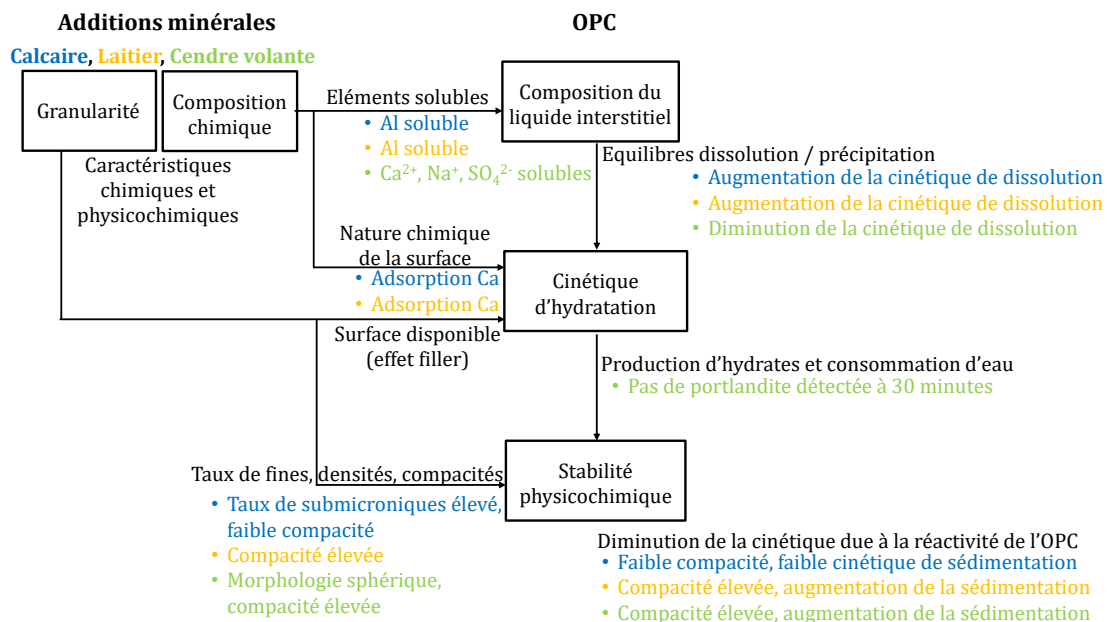 Additions minérales
OPC
Calcaire, Laitier, Cendre volante
Granularité
Composition
chimique
Eléments solubles
• Al soluble
• Al soluble
• Ca²⁺, Na⁺, SO₄²⁻ solubles
Composition du
liquide interstitiel
Caractéristiques
chimiques et
physicochimiques
Equilibres dissolution / précipitation
• Augmentation de la cinétique de dissolution
• Augmentation de la cinétique de dissolution
• Diminution de la cinétique de dissolution
Nature chimique
de la surface
• Adsorption Ca
• Adsorption Ca
Cinétique
d’hydratation
Surface disponible
(effet filler)
Production d’hydrates et consommation d’eau
• Pas de portlandite détectée à 30 minutes
Taux de fines, densités, compacités
• Taux de submicroniques élevé,
faible compacité
• Compacité élevée
• Morphologie sphérique,
compacité élevée
Stabilité
physicochimique
Diminution de la cinétique due à la réactivité de l’OPC
• Faible compacité, faible cinétique de sédimentation
• Compacité élevée, augmentation de la sédimentation
• Compacité élevée, augmentation de la sédimentation